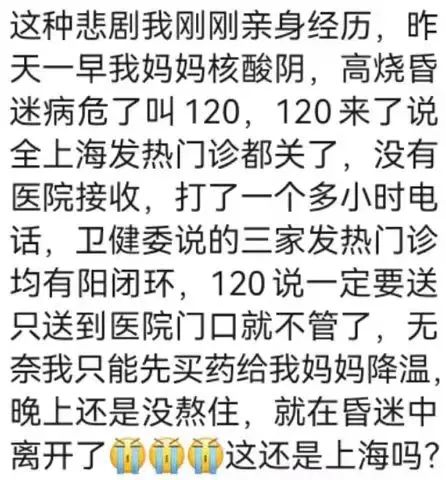 这种悲剧我刚刚亲身经历，昨
天一早我妈妈核酸阴，高烧昏
迷病危了叫120，120来了说
全上海发热门诊都关了，没有
医院接收，打了一个多小时电
话，卫健委说的三家发热门诊
均有阳闭环，120说一定要送
只送到医院门口就不管了，无
奈我只能先买药给我妈妈降温，
晚上还是没熬住，就在昏迷中
离开了😭😭😭这还是上海吗？